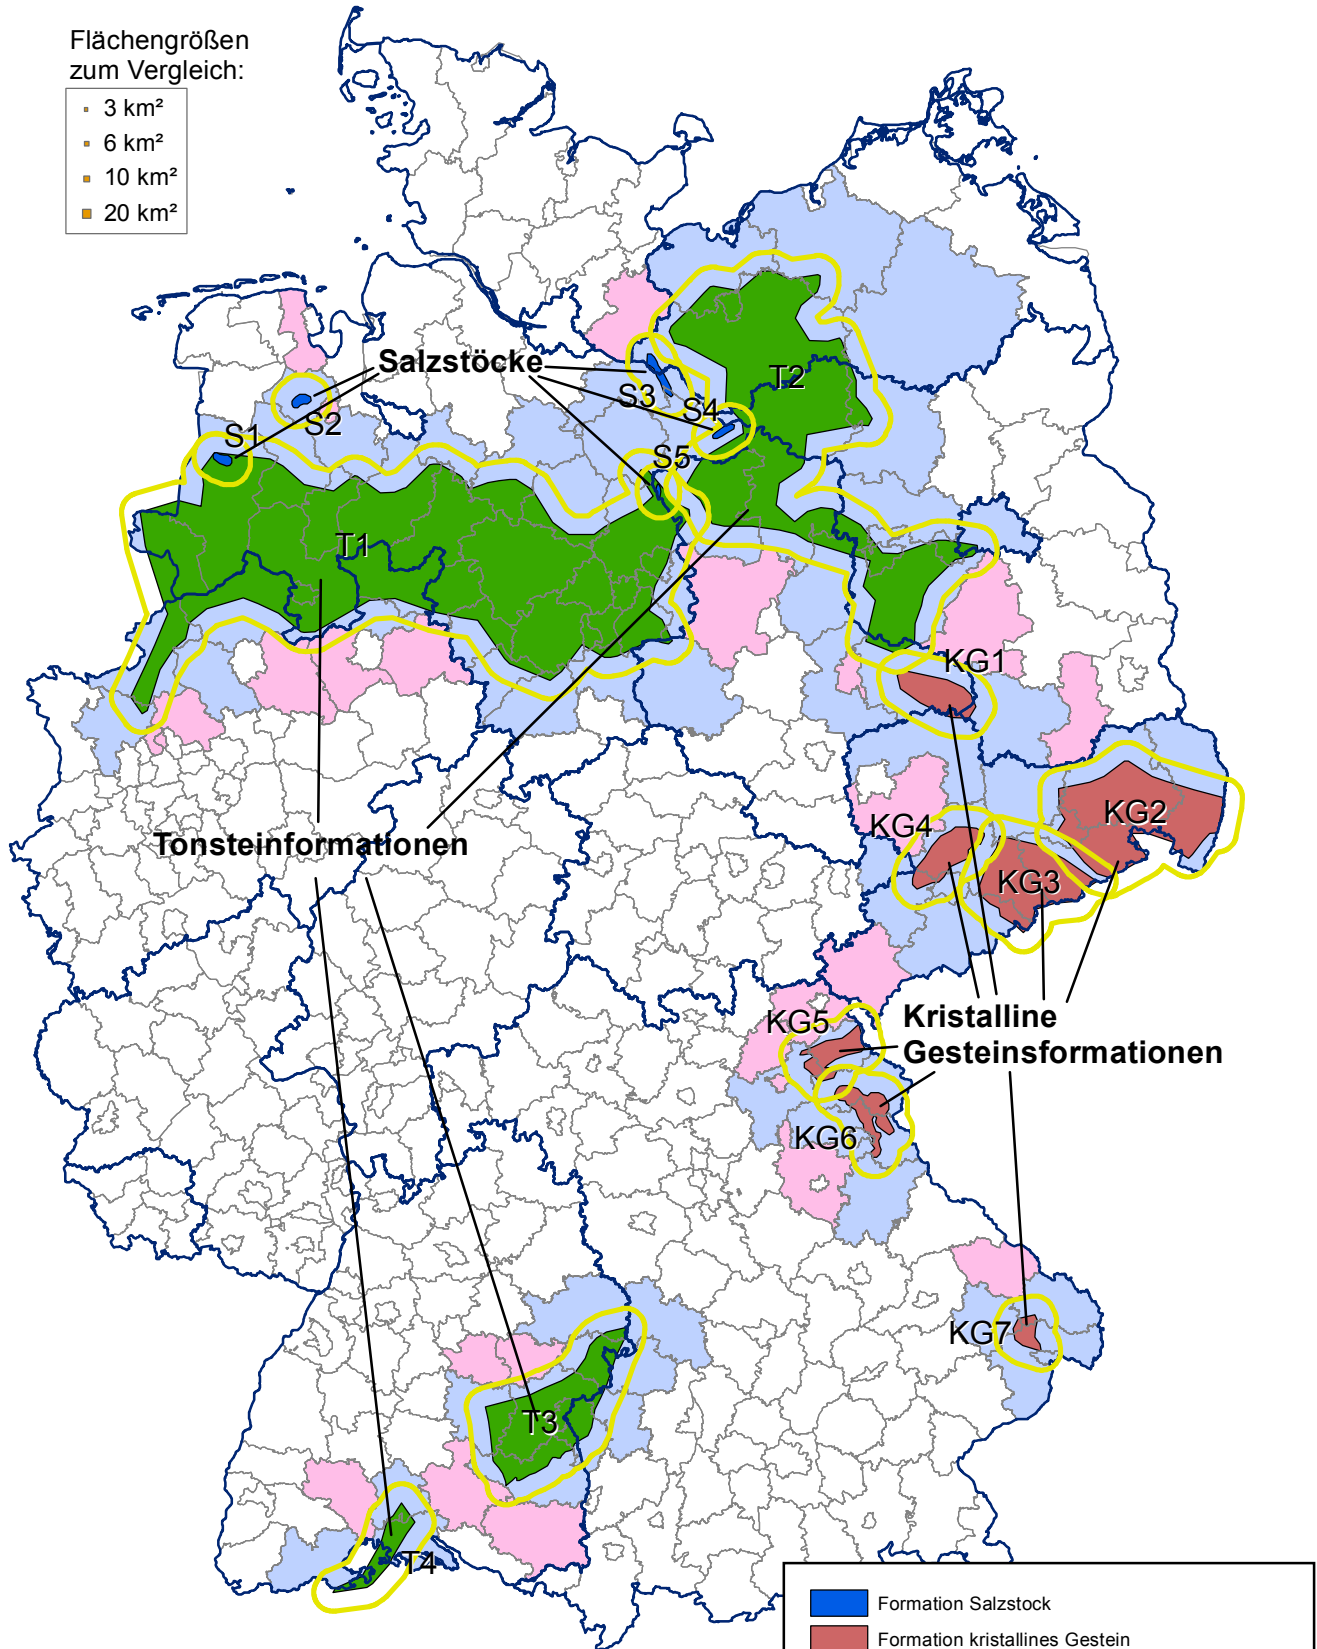 Flächengrößen
zum Vergleich:
3 km²
6 km²
10 km²
20 km²
Salzstöcke
S3
T2
S4
S2
S1
S5
T1
KG1
KG2
KG4
Tonsteinformationen
KG3
Kristalline
KG5
Gesteinsformationen
KG6
KG7
T3
T4
Formation Salzstock
Formation kristallines Gestein